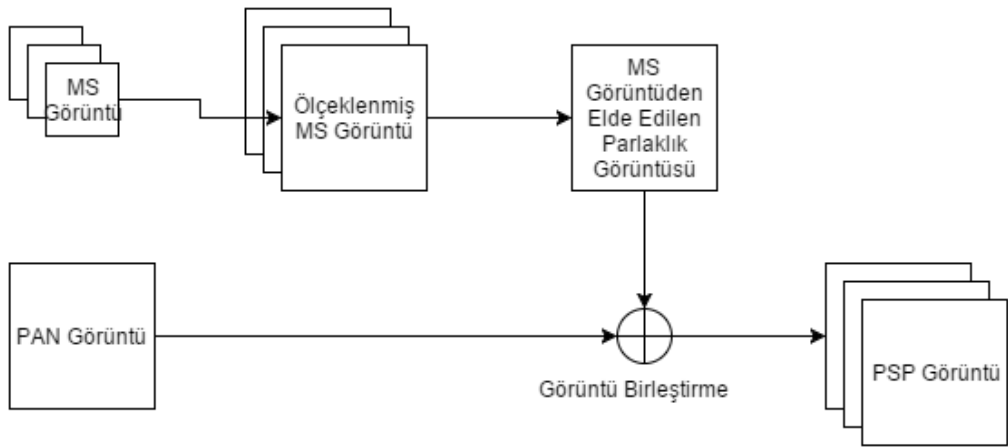 MS
Görüntü
Ölçeklenmiş
MS Görüntü
MS
Görüntüden
Elde Edilen
Parlaklık
Görüntüsü
PAN Görüntü
Görüntü Birleştirme
PSP Görüntü